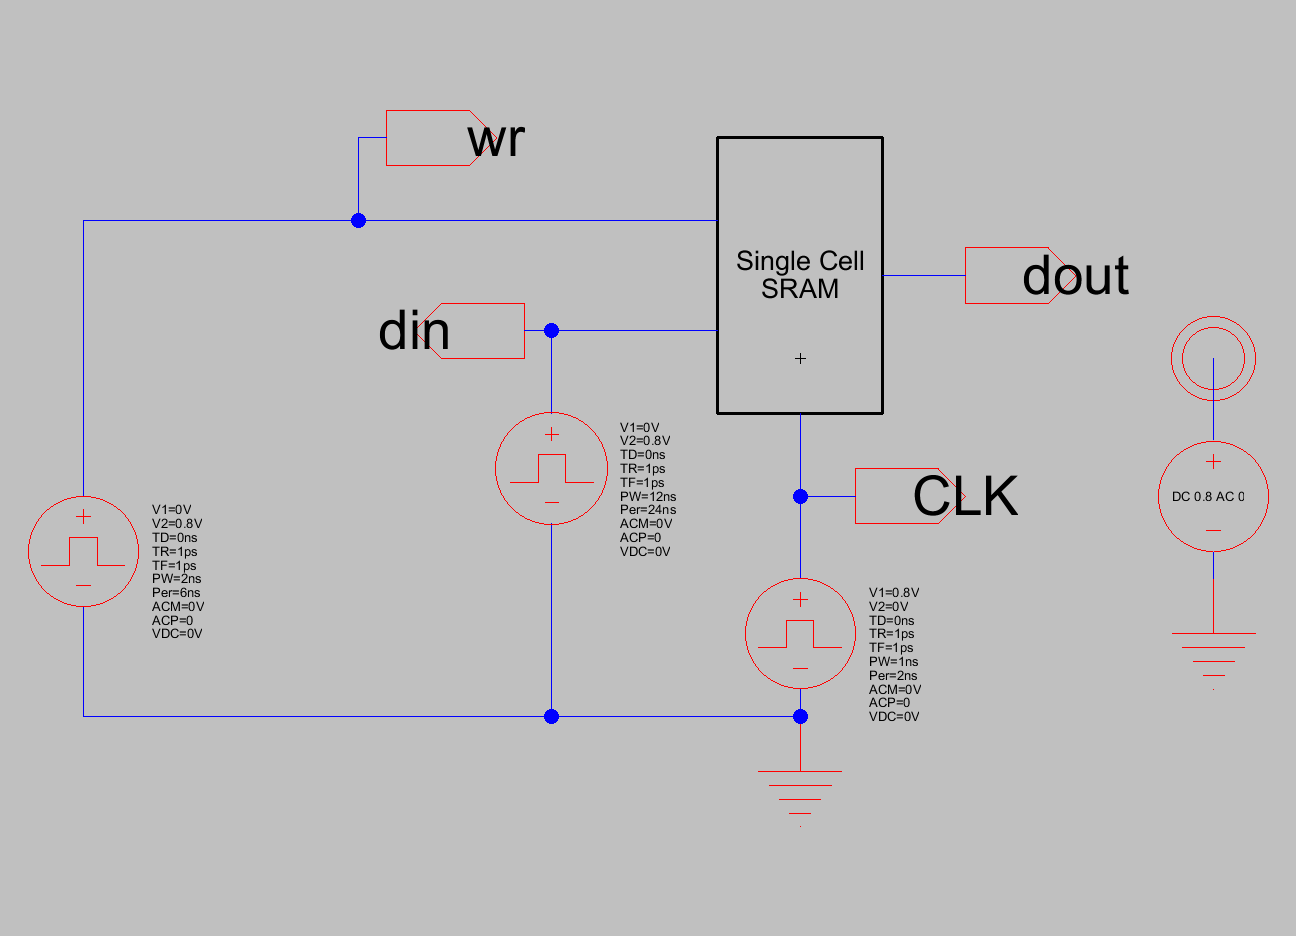 wr
Single Cell
SRAM
dout
din
V1=0V
V2=0.8V
TD=0ns
TR=1ps
TF=1ps
PW=12ns
Per=24ns
ACM=0V
ACP=0
VDC=0V
CLK
DC 0.8 AC 0
V1=0V
V2=0.8V
TD=0ns
TR=1ps
TF=1ps
PW=2ns
Per=6ns
ACM=0V
ACP=0
VDC=0V
V1=0.8V
V2=0V
TD=0ns
TR=1ps
TF=1ps
PW=1ns
Per=2ns
ACM=0V
ACP=0
VDC=0V